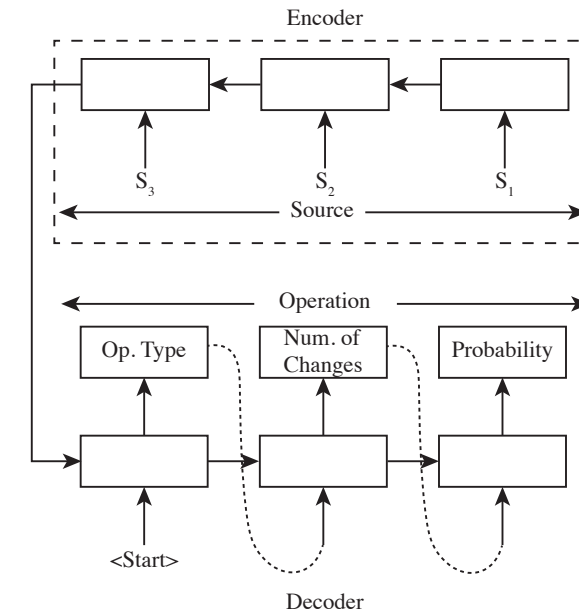 Encoder
S₃ S₂ S₁
Source
Operation
Op. Type Num. of Changes Probability
<Start>
Decoder